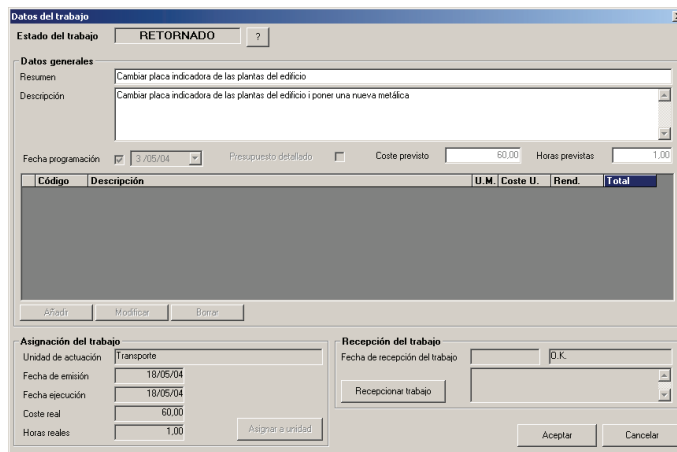 Datos del trabajo
Estado del trabajo RETORNADO ?
Datos generales
Resumen Cambiar placa indicadora de las plantas del edificio
Descripción Cambiar placa indicadora de las plantas del edificio i poner una nueva metálica
Fecha programación 3 /05/04 Presupuesto detallado Coste previsto 60,00 Horas previstas 1,00
Código Descripción U.M. Coste U. Rend. Total
Añadir Modificar Borrar
Asignación del trabajo
Unidad de actuación Transporte
Fecha de emisión 18/05/04
Fecha ejecución 18/05/04
Coste real 60,00
Horas reales 1,00 Asignar a unidad
Recepción del trabajo
Fecha de recepción del trabajo O.K.
Recepcionar trabajo
Aceptar Cancelar